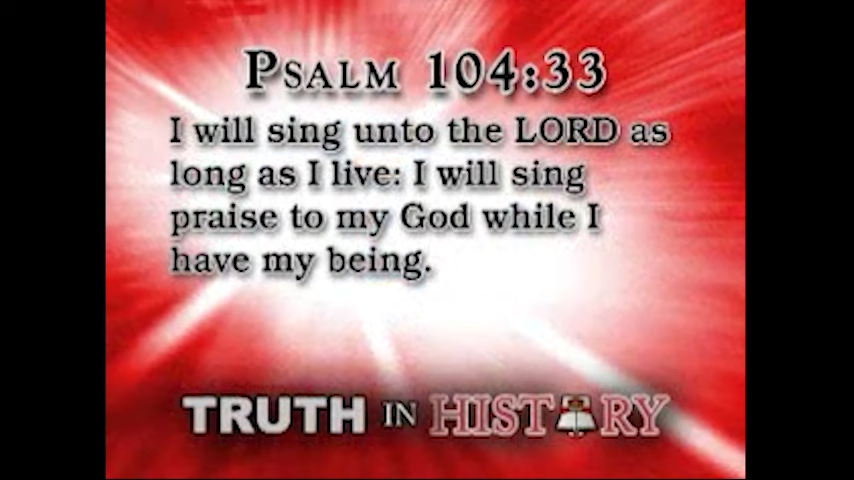 PSALM 104:33
I will sing unto the LORD as
long as I live: I will sing
praise to my God while I
have my being.
TRUTH IN HISTORY